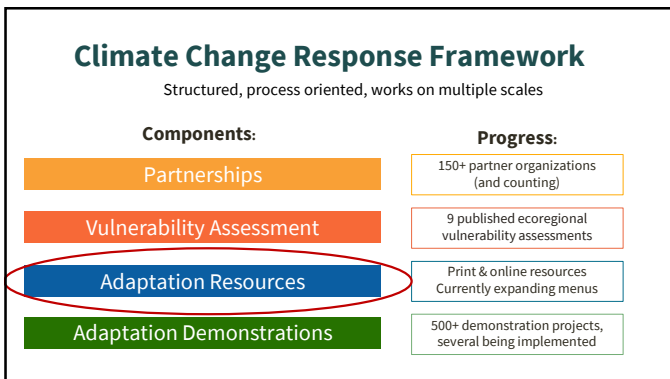 Climate Change Response Framework
Structured, process oriented, works on multiple scales
Components:
Progress:
Partnerships
150+ partner organizations
(and counting)
Vulnerability Assessment
9 published ecoregional
vulnerability assessments
Adaptation Resources
Print & online resources
Currently expanding menus
Adaptation Demonstrations
500+ demonstration projects,
several being implemented